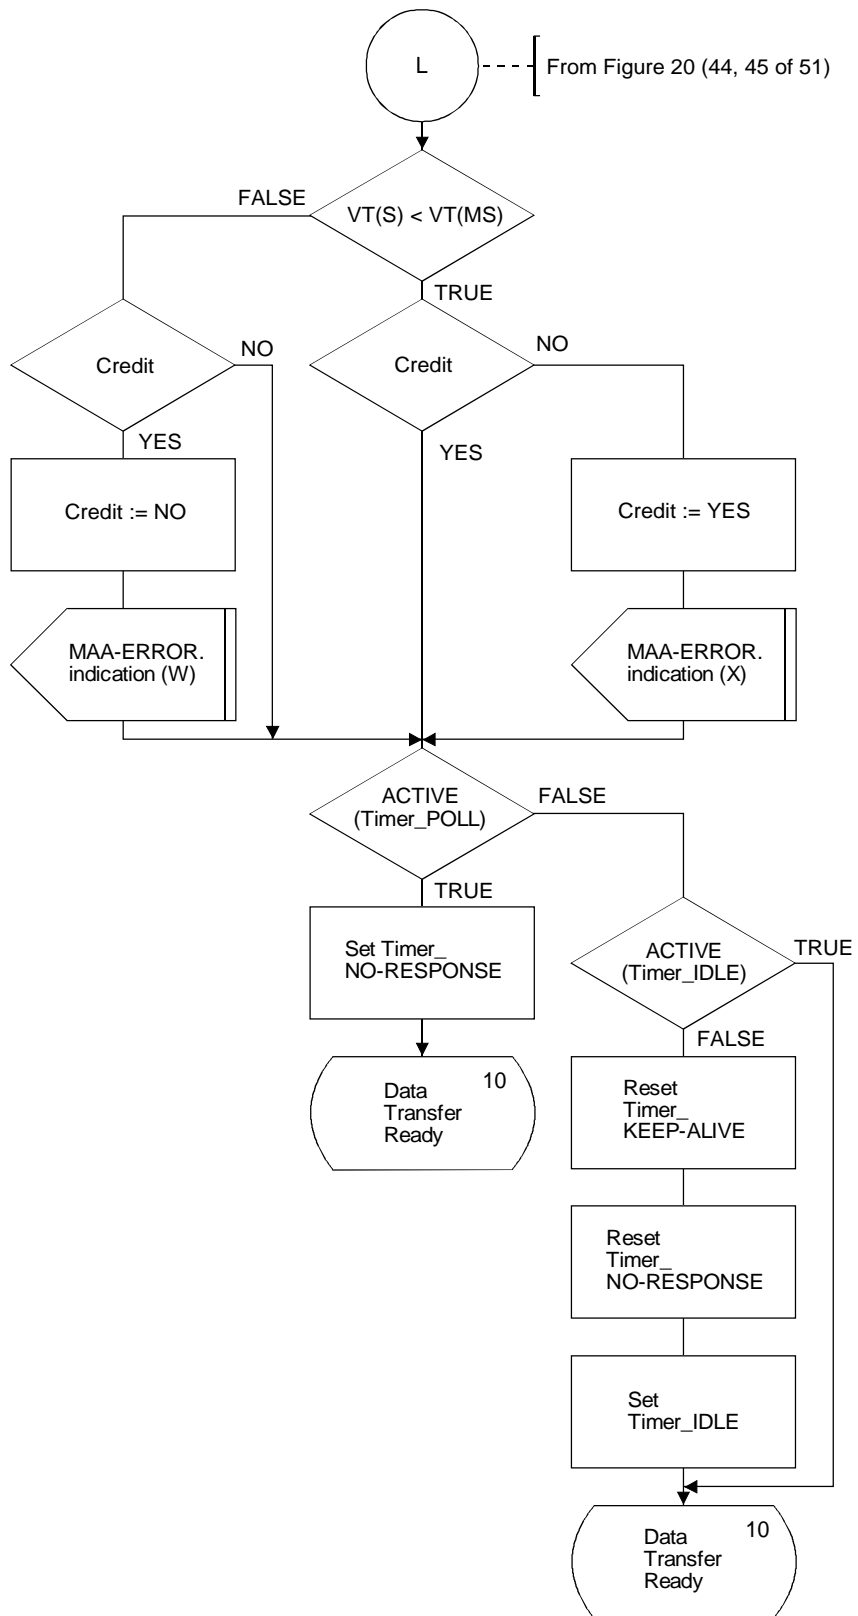 L
From Figure 20 (44, 45 of 51)
FALSE
VT(S) < VT(MS)
TRUE
Credit
NO
Credit
NO
YES
YES
Credit := NO
Credit := YES
MAA-ERROR.
indication (W)
MAA-ERROR.
indication (X)
ACTIVE
(Timer_POLL)
FALSE
TRUE
Set Timer_
NO-RESPONSE
ACTIVE
(Timer_IDLE)
TRUE
FALSE
10
Data
Transfer
Ready
Reset
Timer_
KEEP-ALIVE
Reset
Timer_
NO-RESPONSE
Set
Timer_IDLE
10
Data
Transfer
Ready